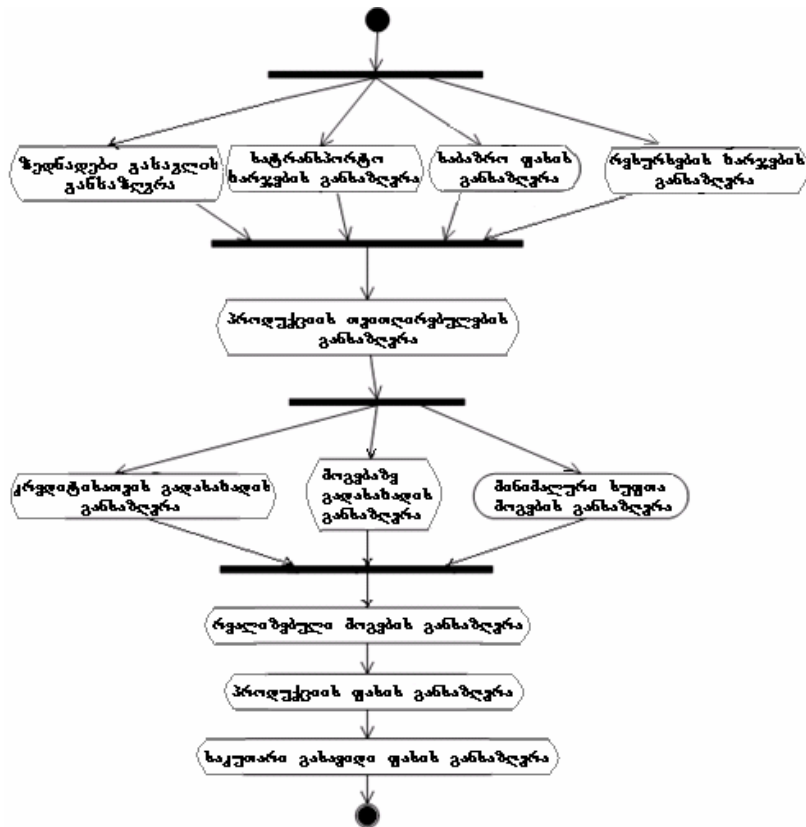 ზედნადები გასავლის
განსაზღვრა
სატრანსპორტო
ხარჯების განსაზღვრა
საბაზრო ფასის
განსაზღვრა
რესურსების ხარჯების
განსაზღვრა
პროდუქციის თვითღირებულების
განსაზღვრა
კრედიტისათვის გადასახადის
განსაზღვრა
მოგებაზე
გადასახადის
განსაზღვრა
მინიმალური სუფთა
მოგების განსაზღვრა
რეალიზებული მოგების განსაზღვრა
პროდუქციის ფასის განსაზღვრა
საკუთარი გასაყიდი ფასის განსაზღვრა